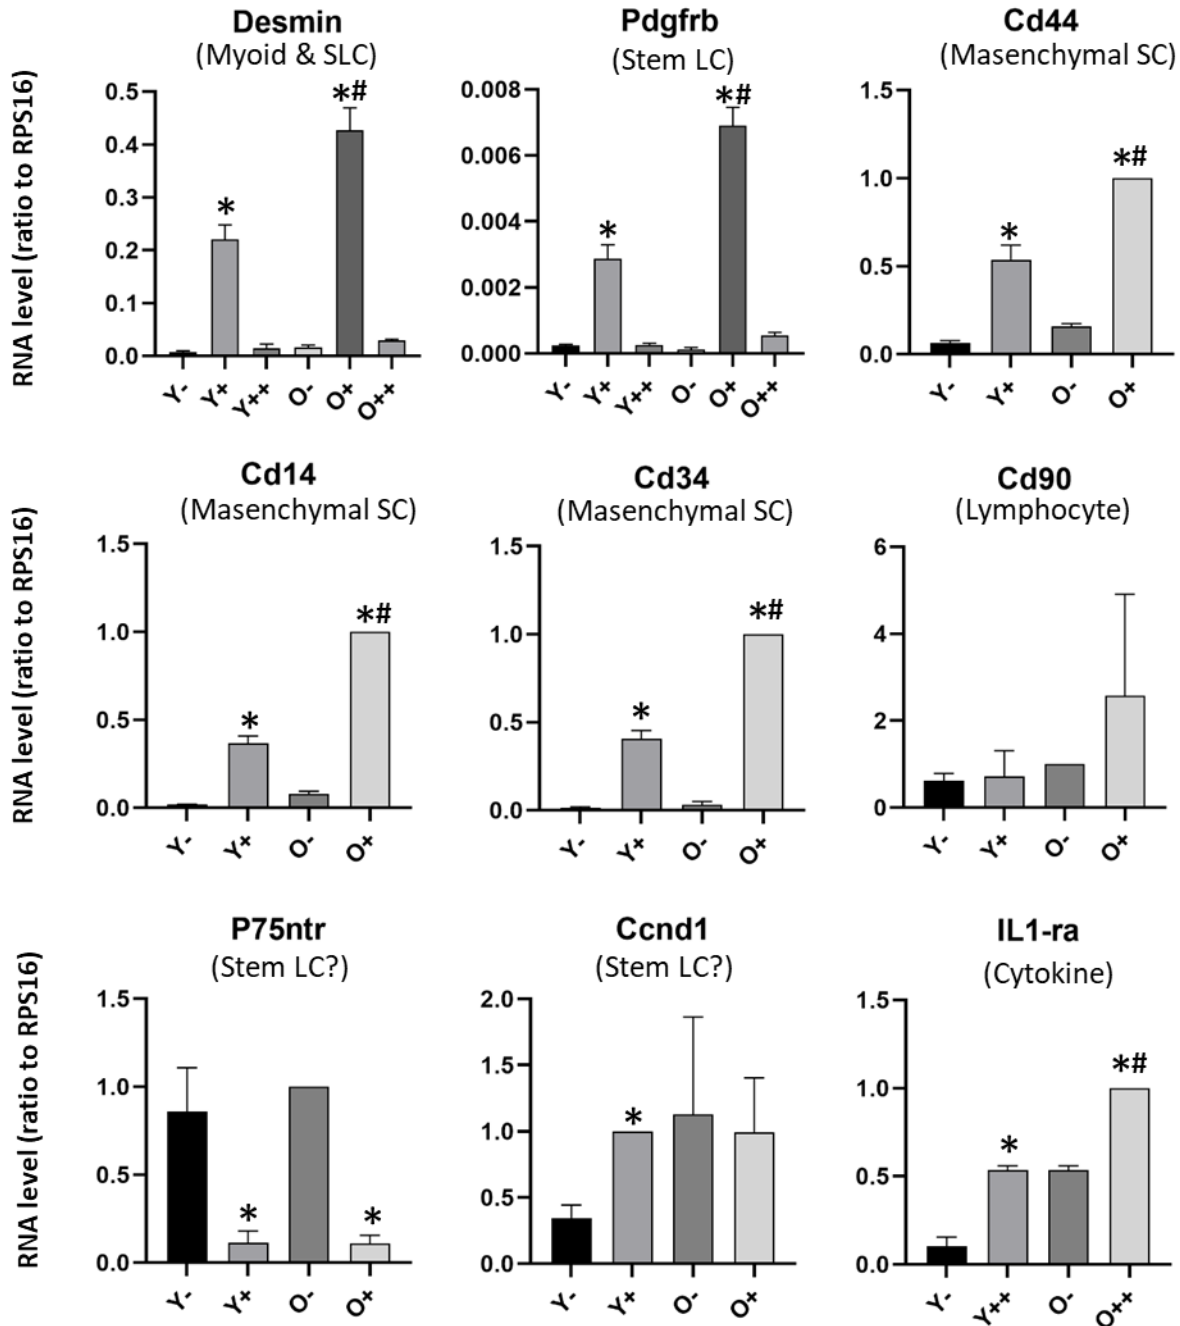 Desmin
(Myoid & SLC)
RNA level (ratio to RPS16)
0.5
0.4
0.3
0.2
0.1
0.0
*
*#
Y- Y+ Y++ O- O+ O++
Pdgfrb
(Stem LC)
0.008
0.006
0.004
0.002
0.000
*
*#
Y- Y+ Y++ O- O+ O++
Cd44
(Masenchymal SC)
1.5
1.0
0.5
0.0
*
*#
Y- Y+ O- O+
Cd14
(Masenchymal SC)
RNA level (ratio to RPS16)
1.5
1.0
0.5
0.0
*
*#
Y- Y+ O- O+
Cd34
(Masenchymal SC)
1.5
1.0
0.5
0.0
*
*#
Y- Y+ O- O+
Cd90
(Lymphocyte)
6
4
2
0
Y- Y+ O- O+
P75ntr
(Stem LC?)
RNA level (ratio to RPS16)
1.5
1.0
0.5
0.0
*
*
Y- Y+ O- O+
Ccnd1
(Stem LC?)
2.0
1.5
1.0
0.5
0.0
*
Y- Y+ O- O+
IL1-ra
(Cytokine)
1.5
1.0
0.5
0.0
*
*#
Y- Y++ O- O++